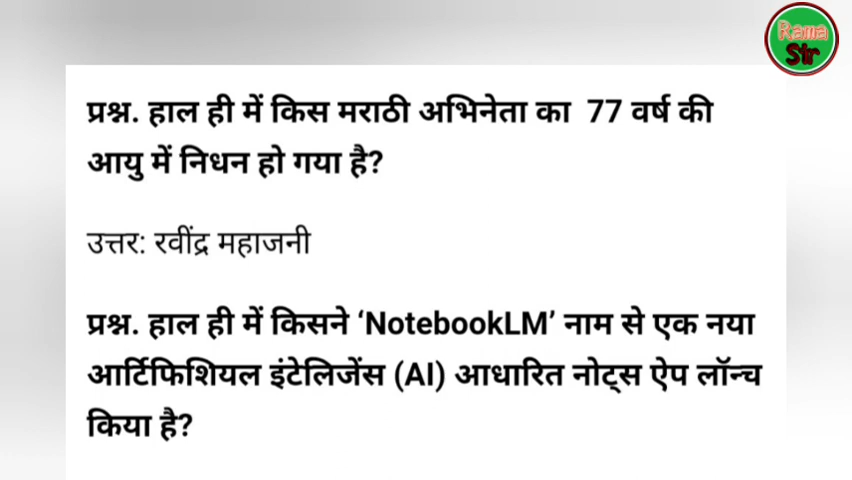 Rama
Sir
प्रश्न. हाल ही में किस मराठी अभिनेता का 77 वर्ष की
आयु में निधन हो गया है?
उत्तर: रवींद्र महाजनी
प्रश्न. हाल ही में किसने ‘NotebookLM’ नाम से एक नया
आर्टिफिशियल इंटेलिजेंस (AI) आधारित नोट्स ऐप लॉन्च
किया है?